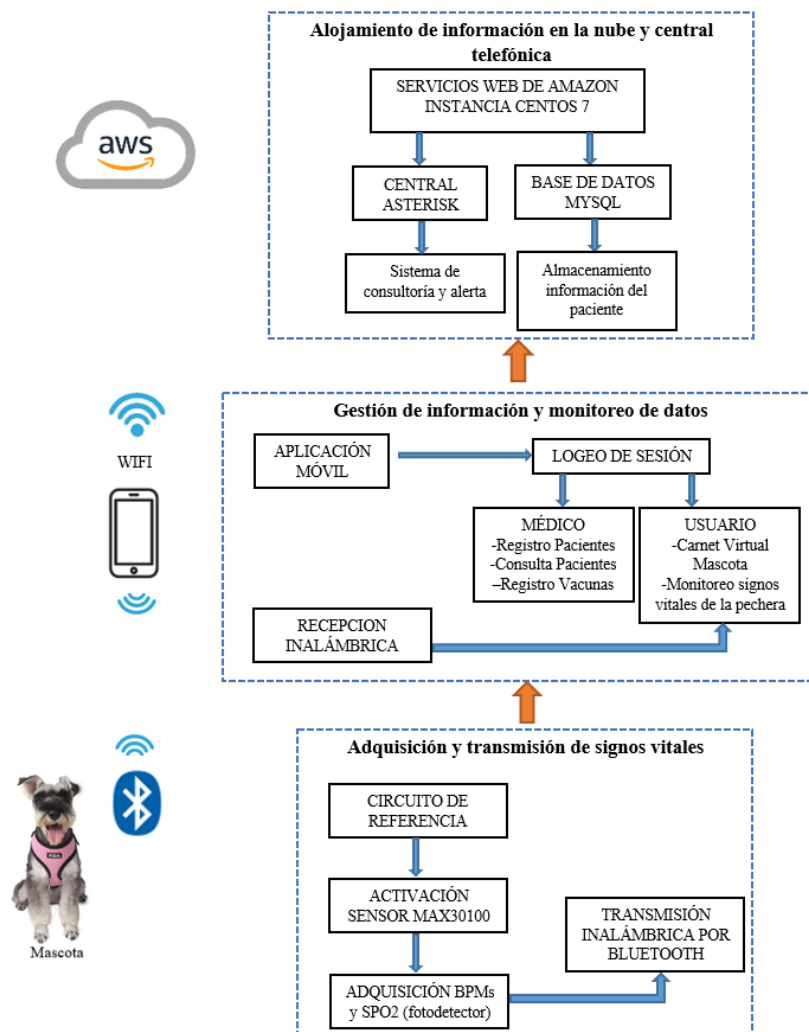 Alojamiento de información en la nube y central
telefónica
SERVICIOS WEB DE AMAZON
INSTANCIA CENTOS 7
aws
CENTRAL
ASTERISK
BASE DE DATOS
MYSQL
Sistema de
consultoría y alerta
Almacenamiento
información del
paciente
Gestión de información y monitoreo de datos
WIFI
APLICACIÓN
MÓVIL
LOGEO DE SESIÓN
MÉDICO
-Registro Pacientes
-Consulta Pacientes
–Registro Vacunas
USUARIO
-Carnet Virtual
Mascota
-Monitoreo signos
vitales de la pechera
RECEPCION
INALÁMBRICA
Adquisición y transmisión de signos vitales
CIRCUITO DE
REFERENCIA
ACTIVACIÓN
SENSOR MAX30100
TRANSMISIÓN
INALÁMBRICA POR
BLUETOOTH
Mascota
ADQUISICIÓN BPMs
y SPO2 (fotodetector)